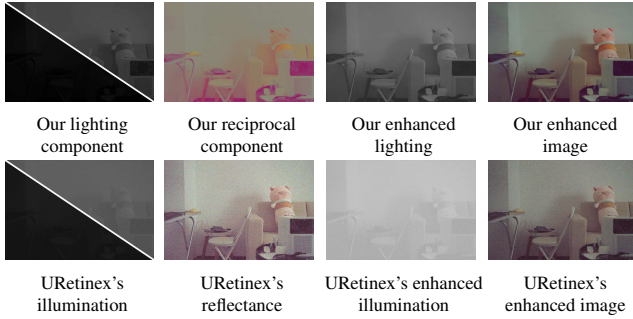 Our lighting
component
Our reciprocal
component
Our enhanced
lighting
Our enhanced
image
URetinex's
illumination
URetinex's
reflectance
URetinex's enhanced
illumination
URetinex's
enhanced image